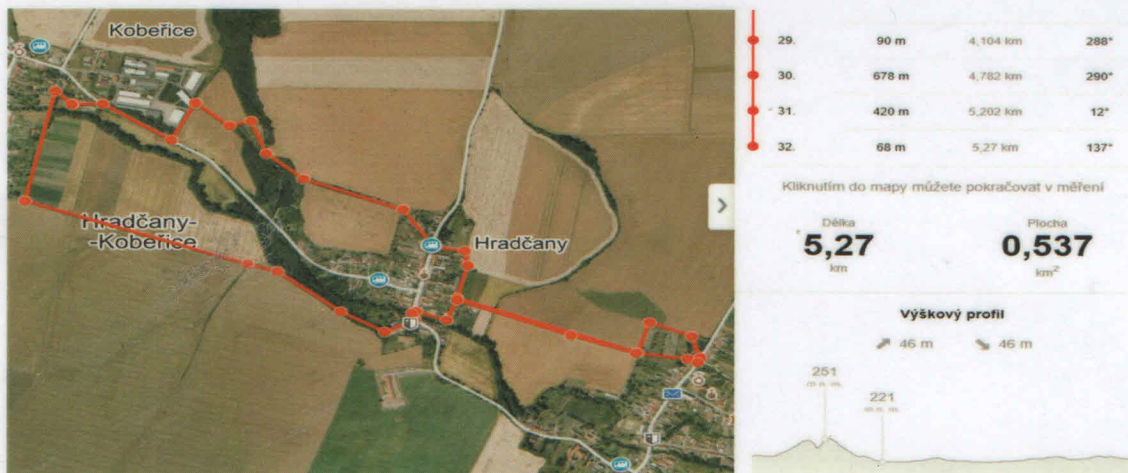 Kobeřice
Hradčany-
-Kobeřice
Hradčany
29. 90 m 4,104 km 288°
30. 678 m 4,782 km 290°
31. 420 m 5,202 km 12°
32. 68 m 5,27 km 137°
Kliknutím do mapy můžete pokračovat v měření
Délka Plocha
5,27 0,537
km km²
Výškový profil
46 m 46 m
251
m n. m.
221
m n. m.